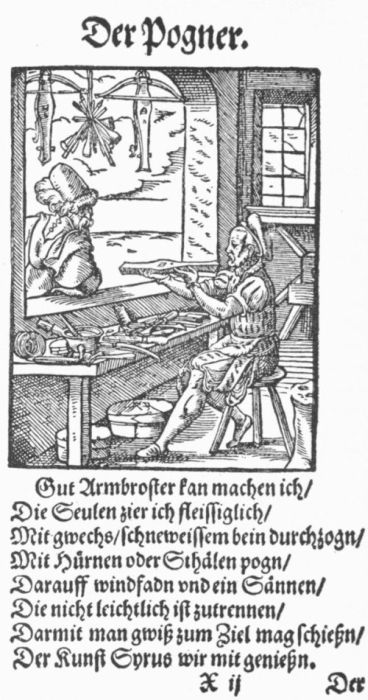 Der Pogner.
Gut Armbroster kan machen ich/
Die Seulen zier ich fleissiglich/
Mit gwechs/schneweissem bein durchzogn/
Mit Hürnen oder Sthälen pogn/
Darauff windfadn vnd ein Sännen/
Die nicht leichtlich ist zutrennen/
Darmit man gwiß zum Ziel mag schießn/
Der Kunst Syrus wir mit genießn.
X ij
Der